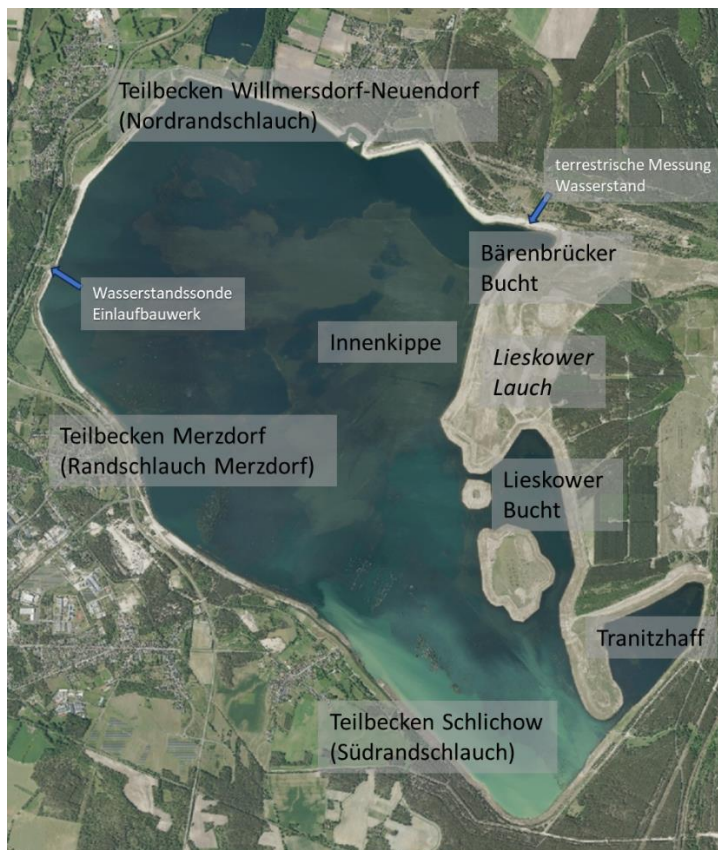 Teilbecken Willmersdorf-Neuendorf
(Nordrandschlauch)
terrestrische Messung
Wasserstand
Bärenbrücker
Bucht
Wasserstandssonde
Einlaufbauwerk
Innenkippe
Lieskower
Lauch
Teilbecken Merzdorf
(Randschlauch Merzdorf)
Lieskower
Bucht
Tranitzhaff
Teilbecken Schlichow
(Südrandschlauch)